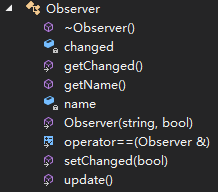 Observer
~Observer()
changed
getChanged()
getName()
name
Observer(string, bool)
operator==(Observer &)
setChanged(bool)
update()